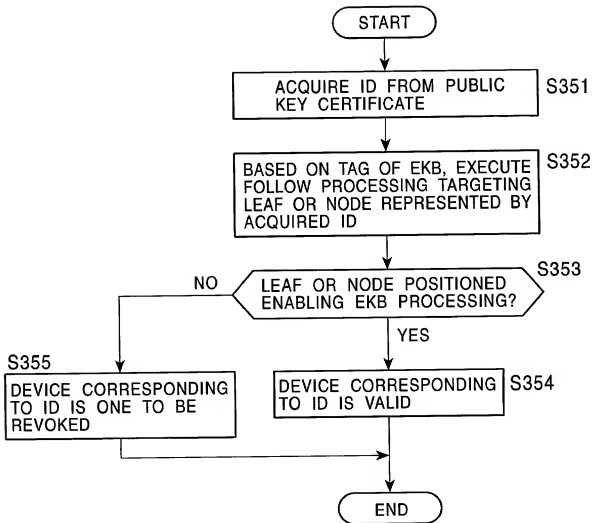 START
ACQUIRE ID FROM PUBLIC
KEY CERTIFICATE
S351
BASED ON TAG OF EKB, EXECUTE
FOLLOW PROCESSING TARGETING
LEAF OR NODE REPRESENTED BY
ACQUIRED ID
S352
LEAF OR NODE POSITIONED
ENABLING EKB PROCESSING?
S353
NO
YES
S355
DEVICE CORRESPONDING
TO ID IS ONE TO BE
REVOKED
DEVICE CORRESPONDING
TO ID IS VALID
S354
END